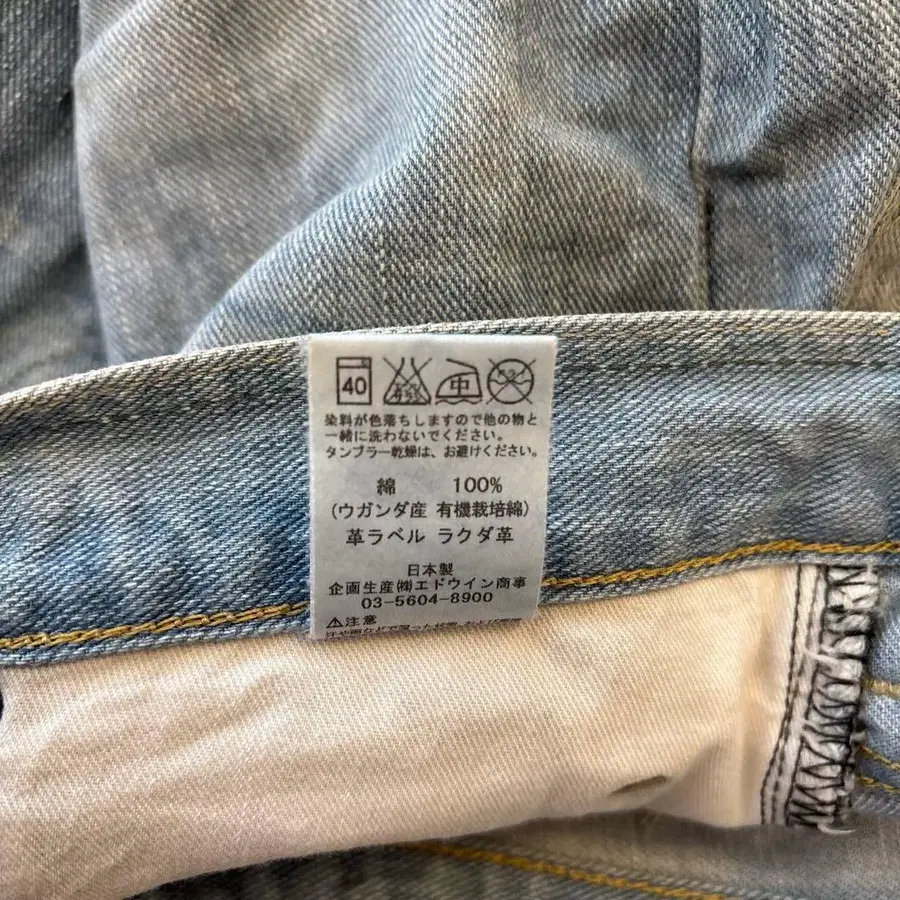 40 中
染料が色落ちしますので他の物と
一緒に洗わないでください。
タンブラー乾燥は、お避けください。
綿 100%
(ウガンダ産 有機栽培綿)
革ラベル ラクダ革
日本製
企画生産㈱エドウイン商事
03-5604-8900
⚠注意